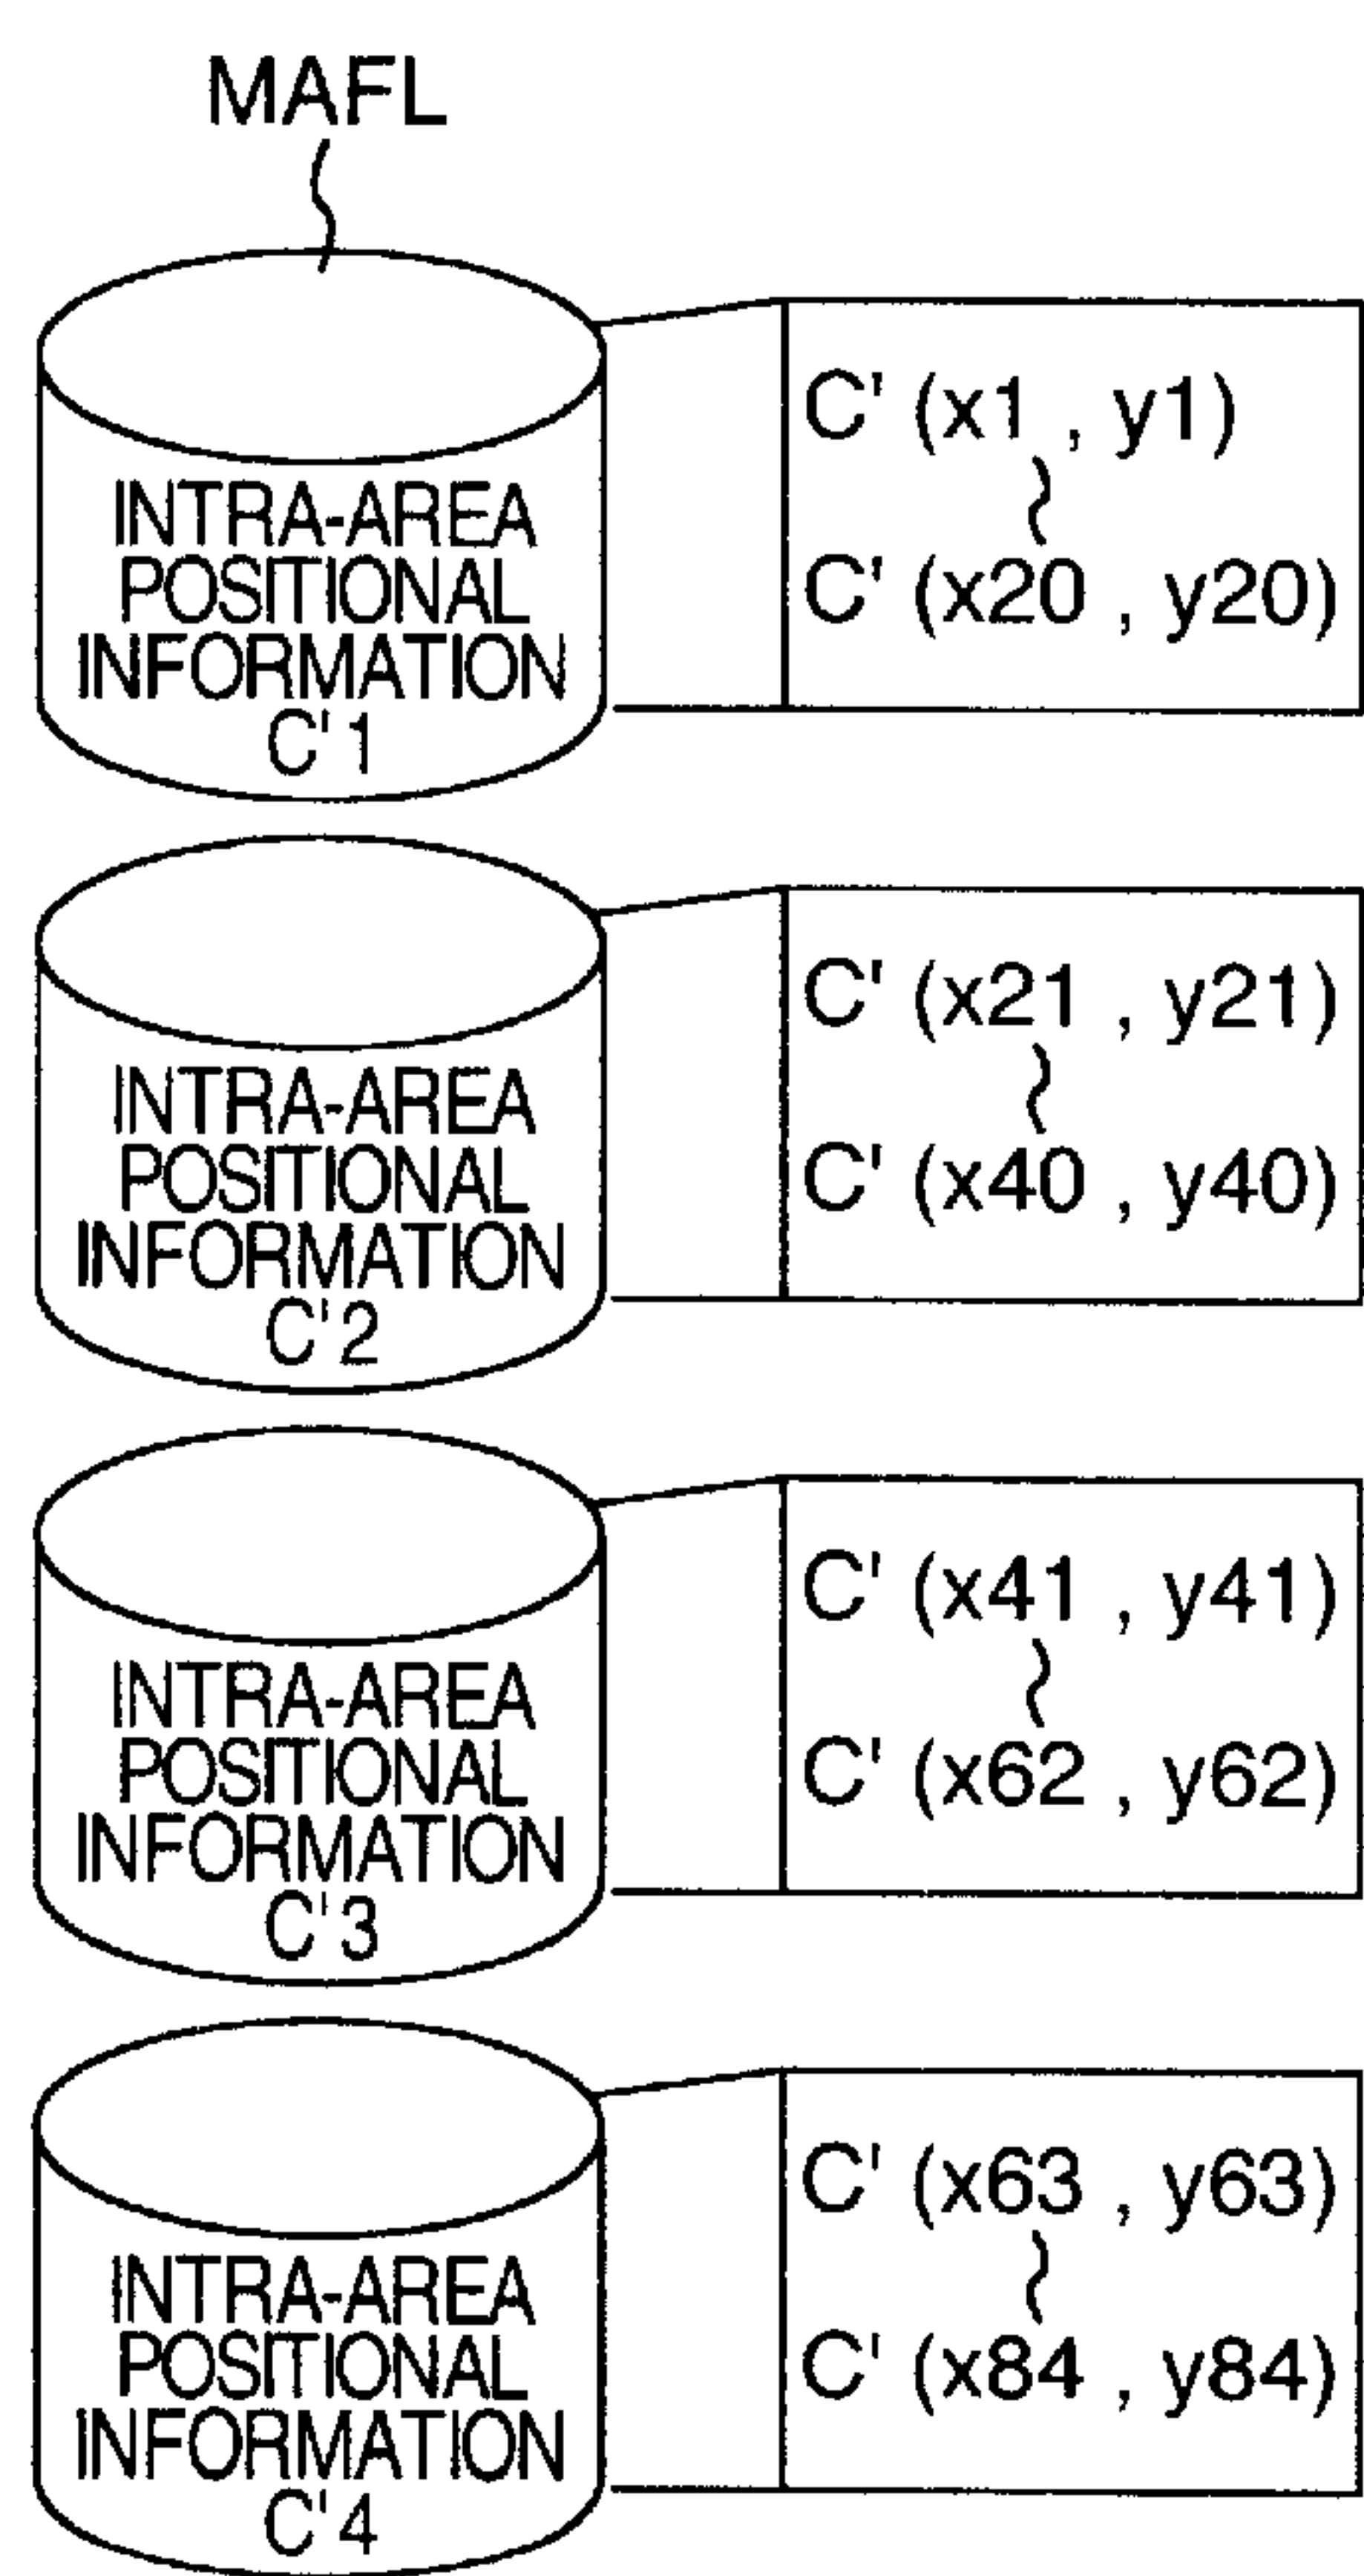 MAFL
INTRA-AREA
POSITIONAL
INFORMATION
C'1
C' (x1 , y1)
C' (x20 , y20)
INTRA-AREA
POSITIONAL
INFORMATION
C'2
C' (x21 , y21)
C' (x40 , y40)
INTRA-AREA
POSITIONAL
INFORMATION
C'3
C' (x41 , y41)
C' (x62 , y62)
INTRA-AREA
POSITIONAL
INFORMATION
C'4
C' (x63 , y63)
C' (x84 , y84)